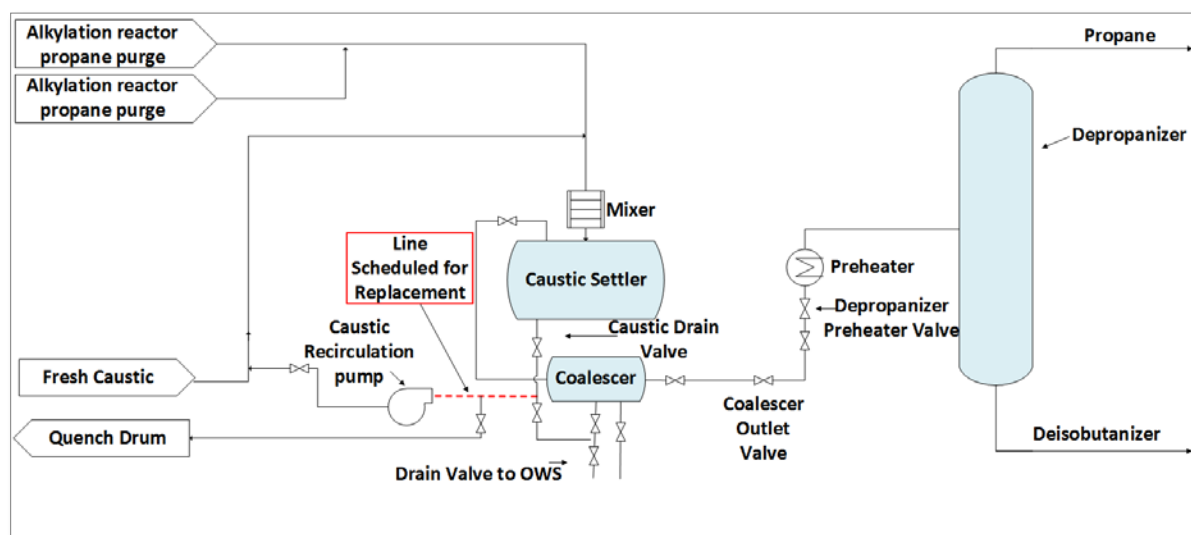 Alkylation reactor
propane purge
Alkylation reactor
propane purge
Propane
Depropanizer
Mixer
Line
Scheduled for
Replacement
Caustic Settler
Preheater
Depropanizer
Preheater Valve
Caustic Drain
Valve
Caustic
Recirculation
pump
Fresh Caustic
Coalescer
Coalescer
Outlet
Valve
Quench Drum
Drain Valve to OWS
Deisobutanizer